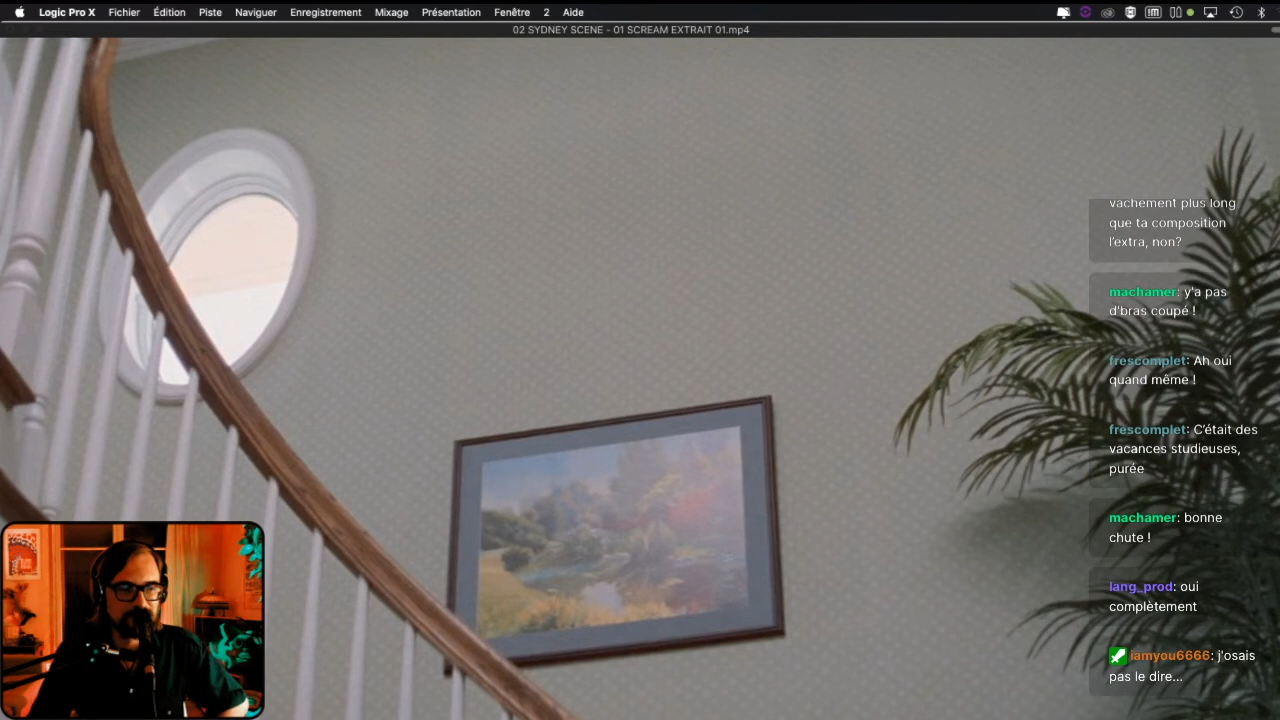 Logic Pro X Fichier Édition Piste Naviguer Enregistrement Mixage Présentation Fenêtre 2 Aide
02 SYDNEY SCENE - 01 SCREAM EXTRAIT 01.mp4
vachement plus long
que ta composition
l'extra, non?
machamer: y'a pas
d'bras coupé !
frescomplet: Ah oui
quand même !
frescomplet: C'était des
vacances studieuses,
purée
machamer: bonne
chute !
lang_prod: oui
complètement
iamyou6666: j'osais
pas le dire...